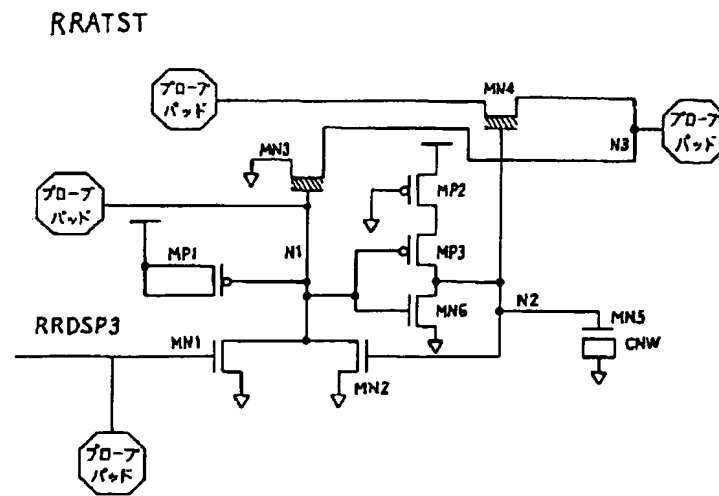 RRATST
プローブ
パッド
MN4
プローブ
パッド
N3
MN3
MP2
プローブ
パッド
MP1
N1
MP3
N2
MN6
MN5
CNW
RRDSP3
MN1
MN2
プローブ
パッド